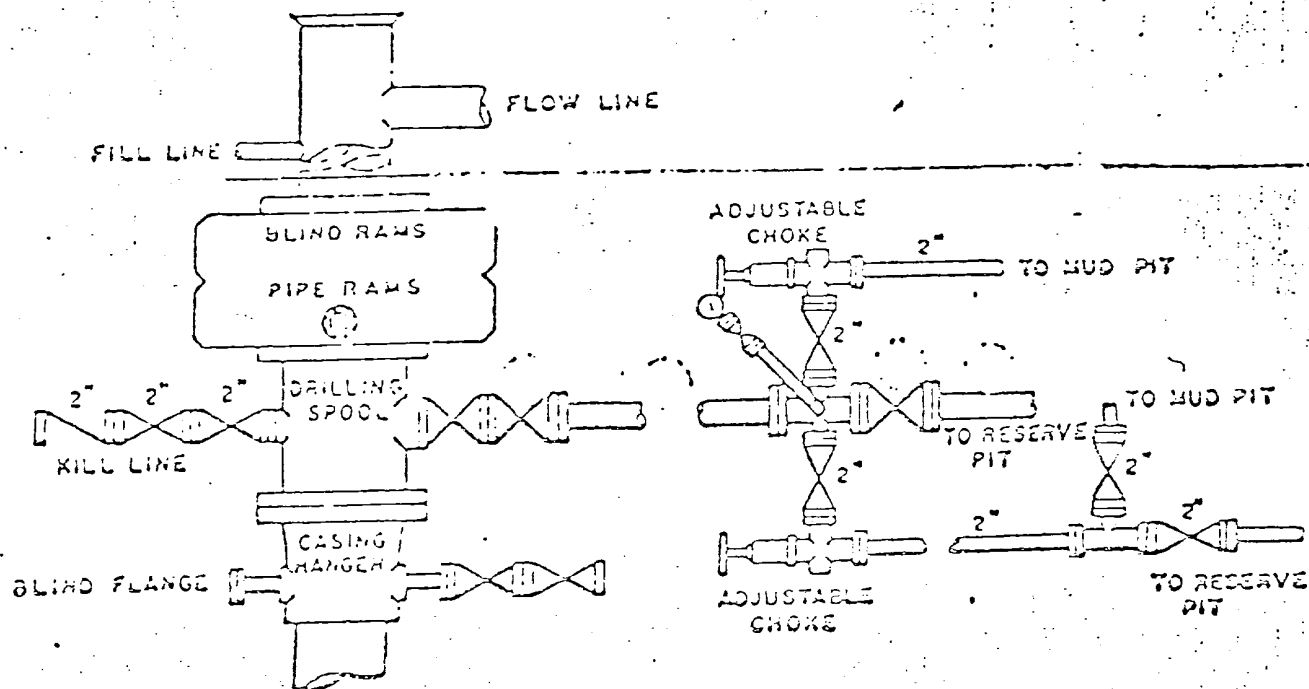 FLOW LINE
FILL LINE
BLIND RAMS
PIPE RAMS
ADJUSTABLE
CHOKE
2"
TO MUD PIT
2"
2" 2" 2"
DRILLING
SPOOL
KILL LINE
TO MUD PIT
TO RESERVE
PIT
2"
2"
2"
2"
CASING
HANGER
BLIND FLANGE
ADJUSTABLE
CHOKE
TO RESERVE
PIT